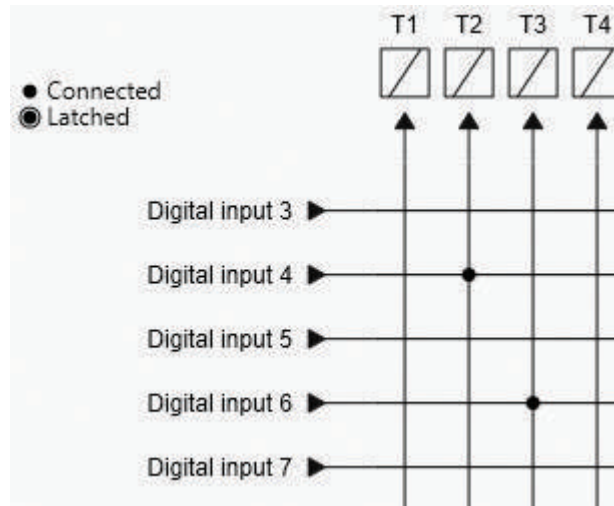 T1 T2 T3 T4
Connected
Latched
Digital input 3
Digital input 4
Digital input 5
Digital input 6
Digital input 7